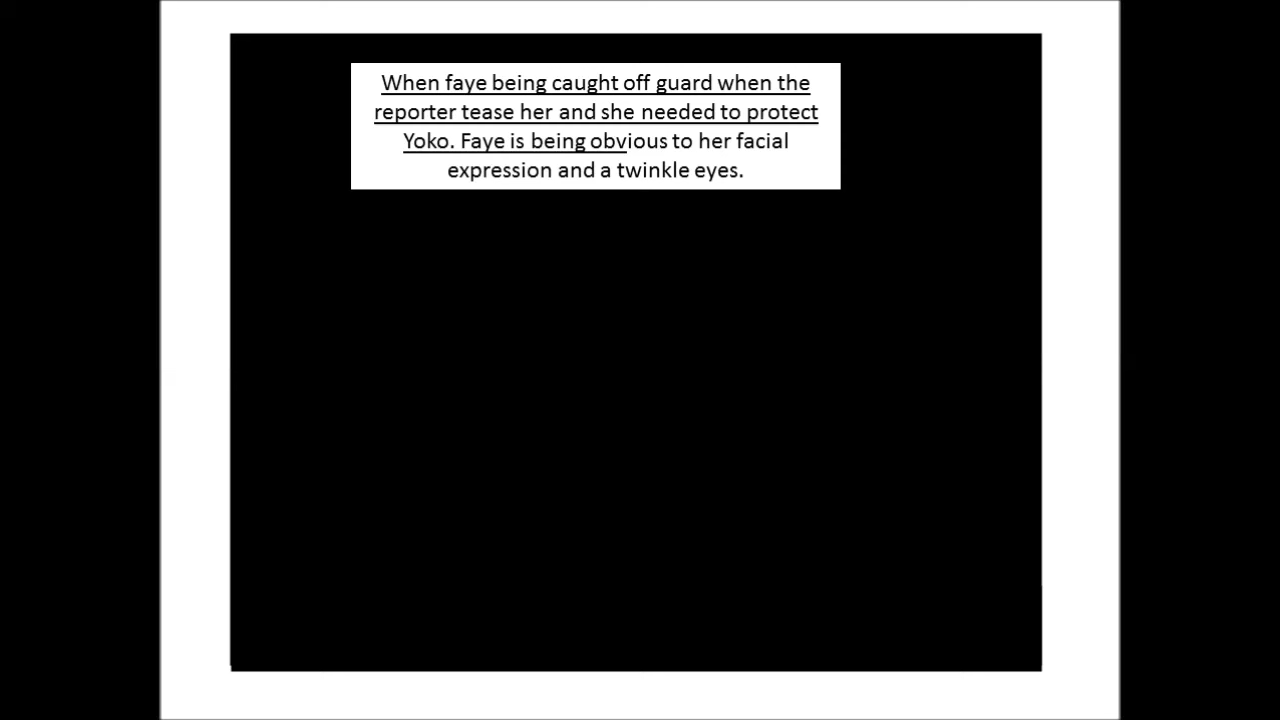 When faye being caught off guard when the
reporter tease her and she needed to protect
Yoko. Faye is being obvious to her facial
expression and a twinkle eyes.